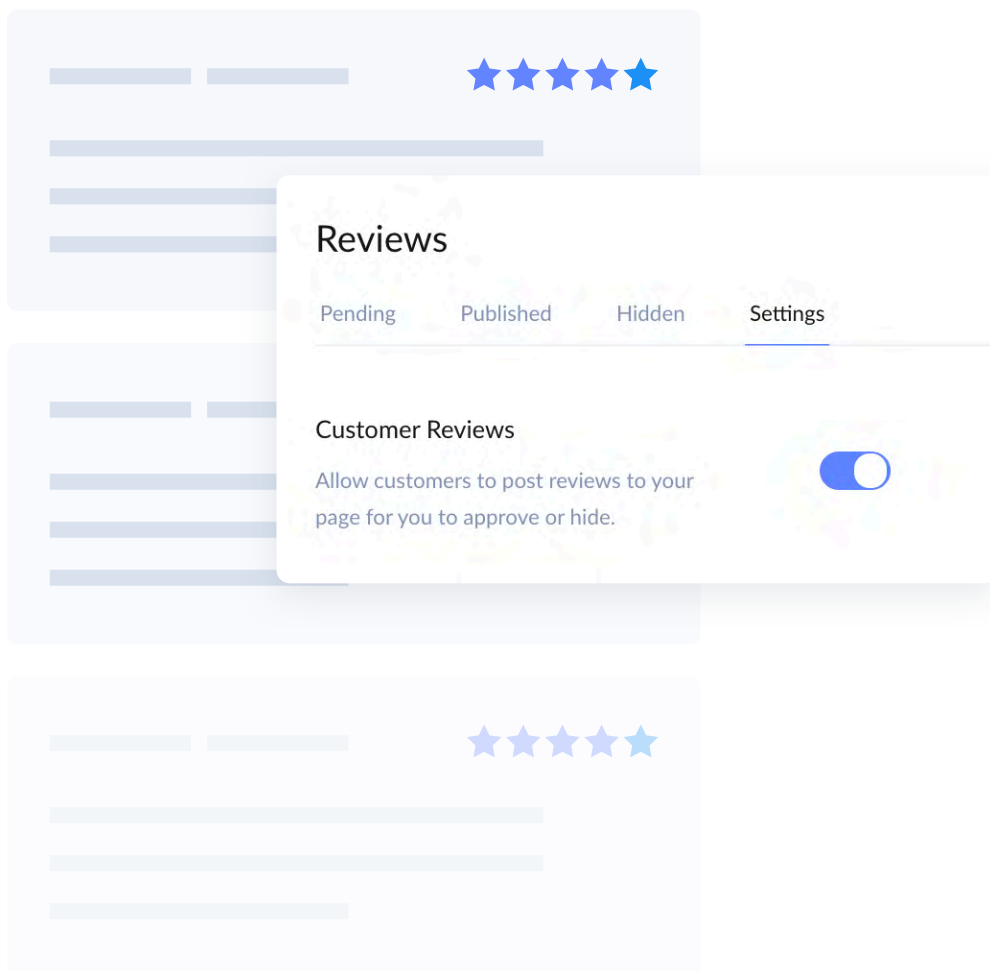 Reviews
Pending Published Hidden Settings
Customer Reviews
Allow customers to post reviews to your
page for you to approve or hide.